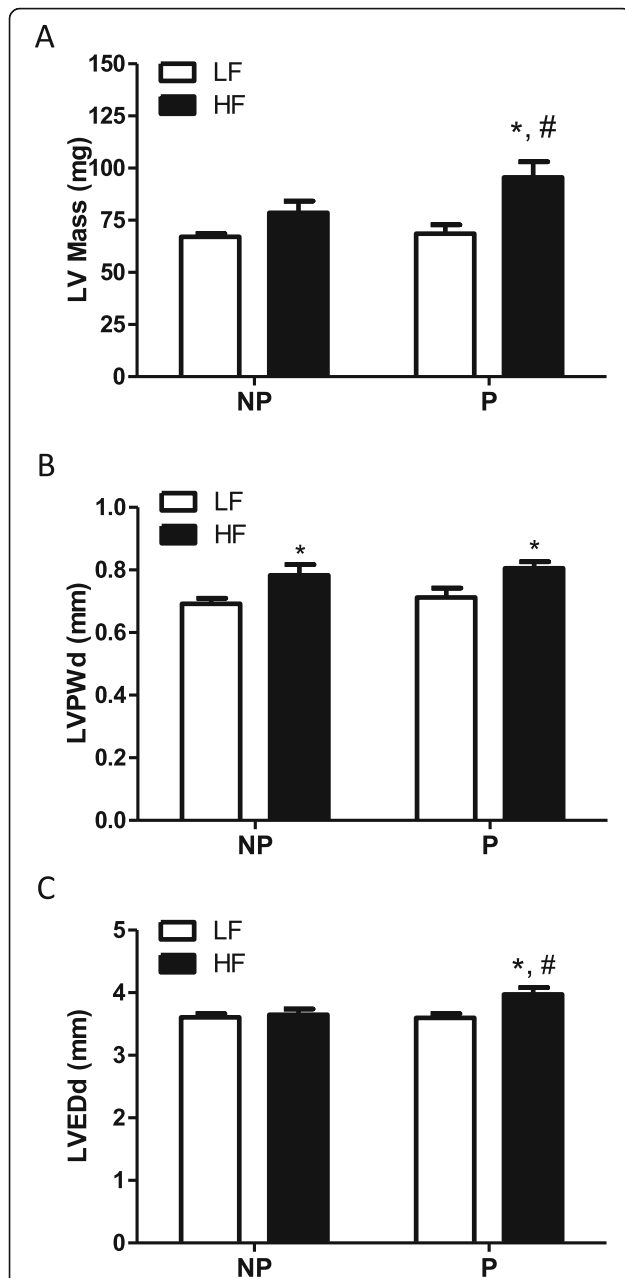 A
LV Mass (mg)
150
125
100
75
50
25
0
LF
HF
*, #
NP P
B
LVPWd (mm)
1.0
0.8
0.6
0.4
0.2
0.0
LF
HF
* *
NP P
C
LVEDd (mm)
5
4
3
2
1
0
LF
HF
*, #
NP P